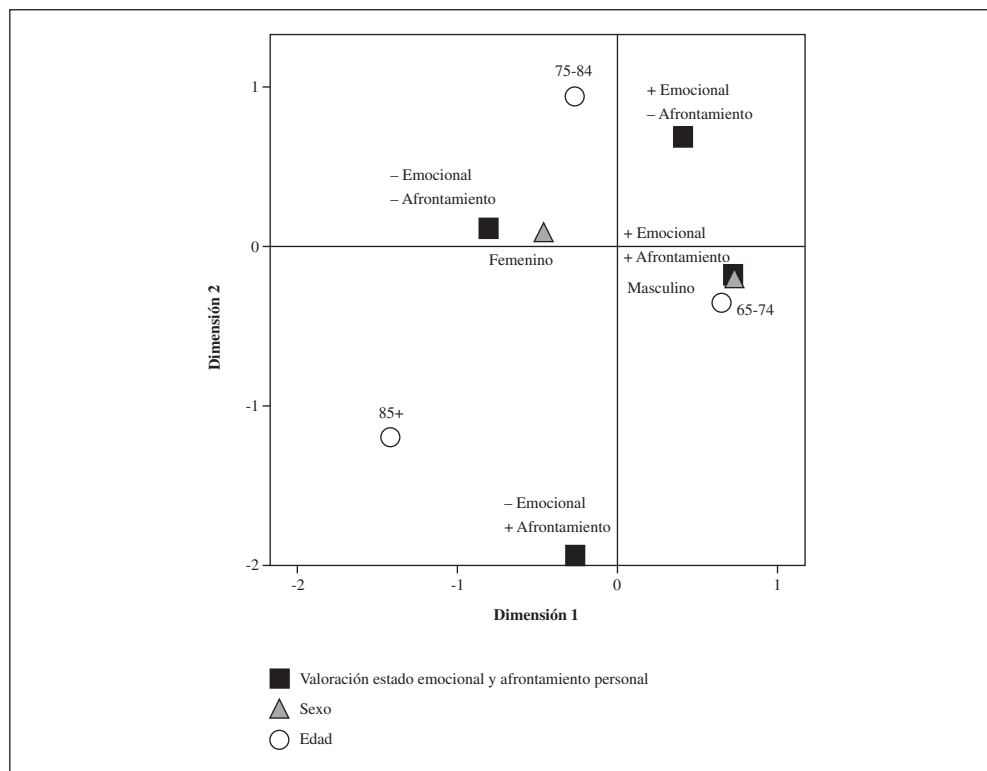 75-84
1
+ Emocional
– Afrontamiento
– Emocional
– Afrontamiento
+ Emocional
0
Femenino
+ Afrontamiento
Masculino
65-74
Dimensión 2
-1
85+
– Emocional
+ Afrontamiento
-2
-2
-1
0
1
Dimensión 1
Valoración estado emocional y afrontamiento personal
Sexo
Edad